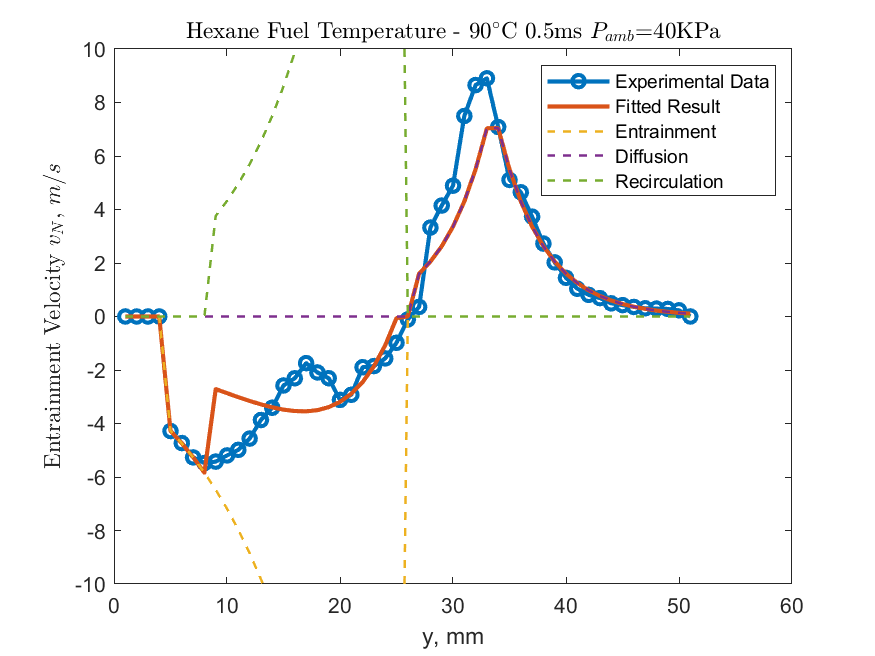 Hexane Fuel Temperature - 90°C 0.5ms P_amb=40KPa
Entrainment Velocity v_N, m/s
10
8
6
4
2
0
-2
-4
-6
-8
-10
Experimental Data
Fitted Result
Entrainment
Diffusion
Recirculation
0 10 20 30 40 50 60
y, mm